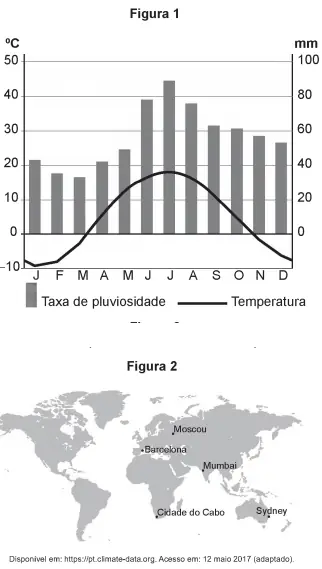 Figura 1
ºC mm
50 100
40 80
30 60
20 40
10 20
0 0
–10
J F M A M J J A S O N D
Taxa de pluviosidade Temperatura
Figura 2
Moscou
Barcelona
Mumbai
Cidade do Cabo
Sydney
Disponível em: https://pt.climate-data.org. Acesso em: 12 maio 2017 (adaptado).